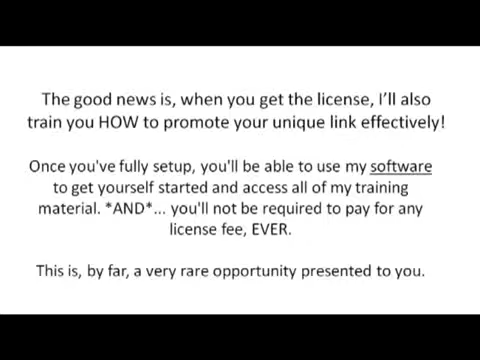 The good news is, when you get the license, I'll also
train you HOW to promote your unique link effectively!
Once you've fully setup, you'll be able to use my software
to get yourself started and access all of my training
material. *AND*... you'll not be required to pay for any
license fee, EVER.
This is, by far, a very rare opportunity presented to you.